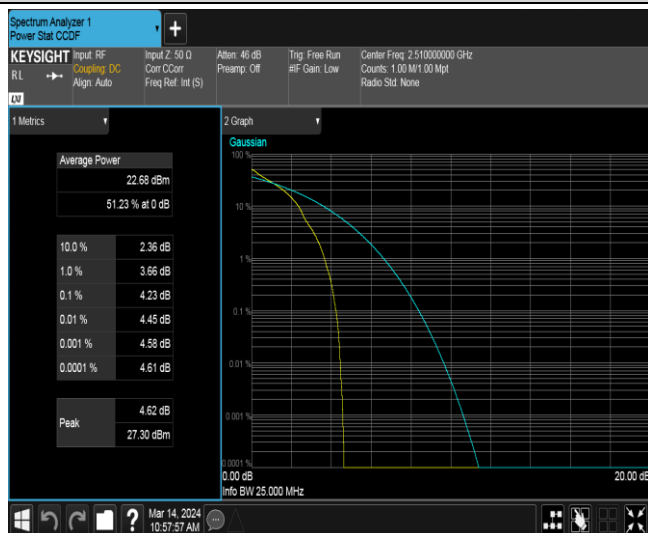 Spectrum Analyzer 1
Power Stat CCDF
+
KEYSIGHT
RL
LXI
Input: RF
Coupling: DC
Align: Auto
Input Z: 50 Ω
Corr CCorr
Freq Ref: Int (S)
Atten: 46 dB
Preamp: Off
Trig: Free Run
#IF Gain: Low
Center Freq: 2.510000000 GHz
Counts: 1.00 M/1.00 Mpt
Radio Std: None
1 Metrics
Average Power
22.68 dBm
51.23 % at 0 dB
10.0 % 2.36 dB
1.0 % 3.66 dB
0.1 % 4.23 dB
0.01 % 4.45 dB
0.001 % 4.58 dB
0.0001 % 4.61 dB
Peak
4.62 dB
27.30 dBm
2 Graph
Gaussian
100 %
10 %
1 %
0.1 %
0.01 %
0.001 %
0.0001 %
0.00 dB 20.00 dB
Info BW 25.000 MHz
?
Mar 14, 2024
10:57:57 AM